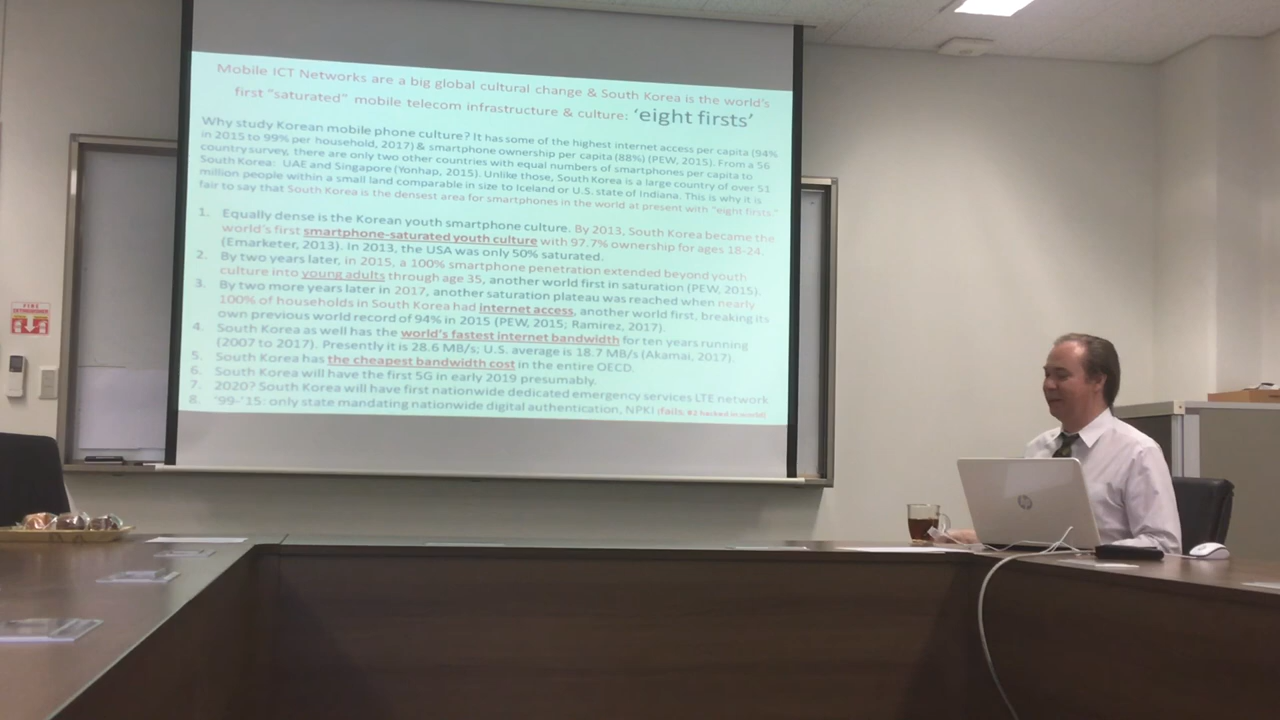 Mobile ICT Networks are a big global cultural change & South Korea is the world's
first "saturated" mobile telecom infrastructure & culture: 'eight firsts'
Why study Korean mobile phone culture? It has some of the highest internet access per capita (94%
in 2015 to 99% per household, 2017) & smartphone ownership per capita (88%) (PEW, 2015). From a 56
country survey, there are only two other countries with equal numbers of smartphones per capita to
South Korea: UAE and Singapore (Yonhap, 2015). Unlike those, South Korea is a large country of over 51
million people within a small land comparable in size to Iceland or U.S. state of Indiana. This is why it is
fair to say that South Korea is the densest area for smartphones in the world at present with "eight firsts."
1. Equally dense is the Korean youth smartphone culture. By 2013, South Korea became the
world's first smartphone-saturated youth culture with 97.7% ownership for ages 18-24.
(Emarketer, 2013). In 2013, the USA was only 50% saturated.
2. By two years later, in 2015, a 100% smartphone penetration extended beyond youth
culture into young adults through age 35, another world first in saturation (PEW, 2015).
3. By two more years later in 2017, another saturation plateau was reached when nearly
100% of households in South Korea had internet access, another world first, breaking its
own previous world record of 94% in 2015 (PEW, 2015; Ramirez, 2017).
4. South Korea as well has the world's fastest internet bandwidth for ten years running
(2007 to 2017). Presently it is 28.6 MB/s; U.S. average is 18.7 MB/s (Akamai, 2017).
5. South Korea has the cheapest bandwidth cost in the entire OECD.
6. South Korea will have the first 5G in early 2019 presumably.
7. 2020? South Korea will have first nationwide dedicated emergency services LTE network
8. '99-'15: only state mandating nationwide digital authentication, NPKI (fails, #2 hacked in world)
FIRE
EXTINGUISHER
hp